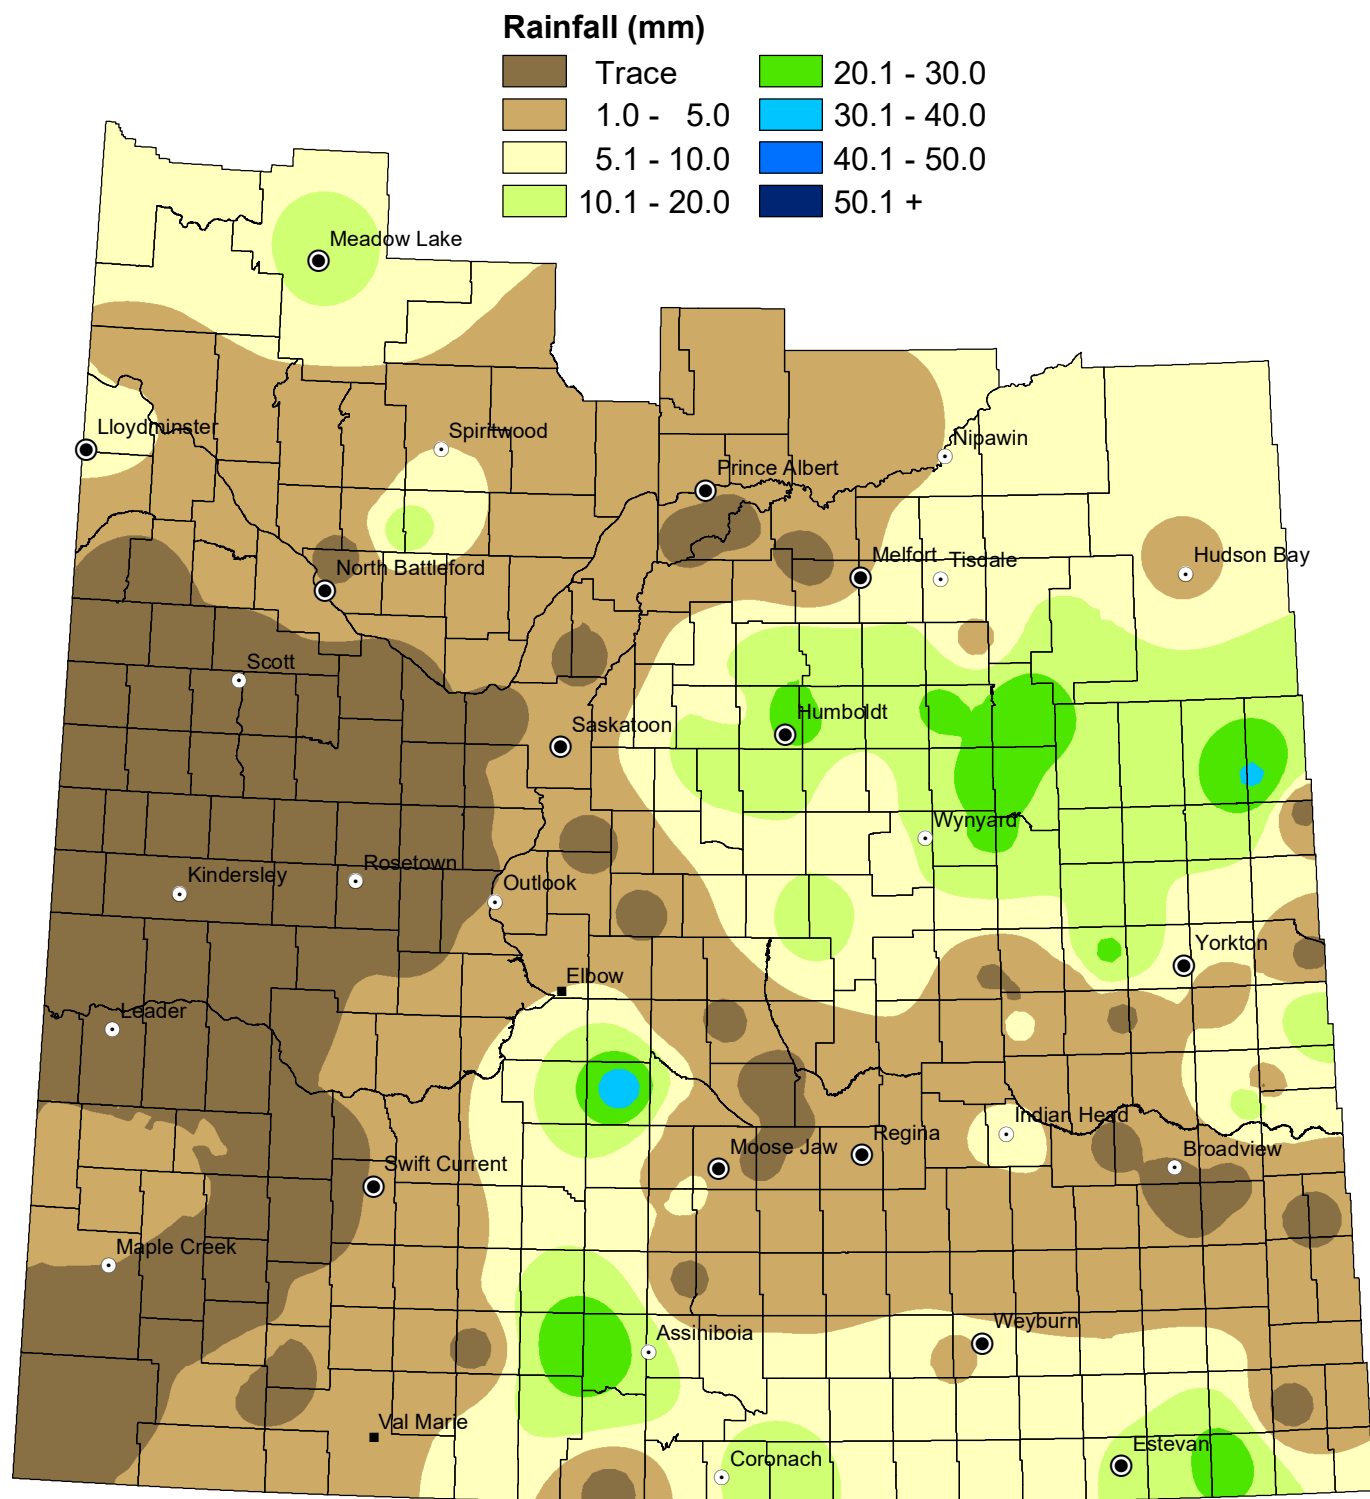 Rainfall (mm)
Trace
20.1 - 30.0
1.0 - 5.0
30.1 - 40.0
5.1 - 10.0
40.1 - 50.0
10.1 - 20.0
50.1 +
Meadow Lake
Lloydminster
Spiritwood
Nipawin
Prince Albert
North Battleford
Melfort
Tisdale
Hudson Bay
Scott
Saskatoon
Humboldt
Wynyard
Kindersley
Rosetown
Outlook
Yorkton
Elbow
Leader
Indian Head
Moose Jaw
Regina
Broadview
Swift Current
Maple Creek
Assiniboia
Weyburn
Val Marie
Coronach
Estevan